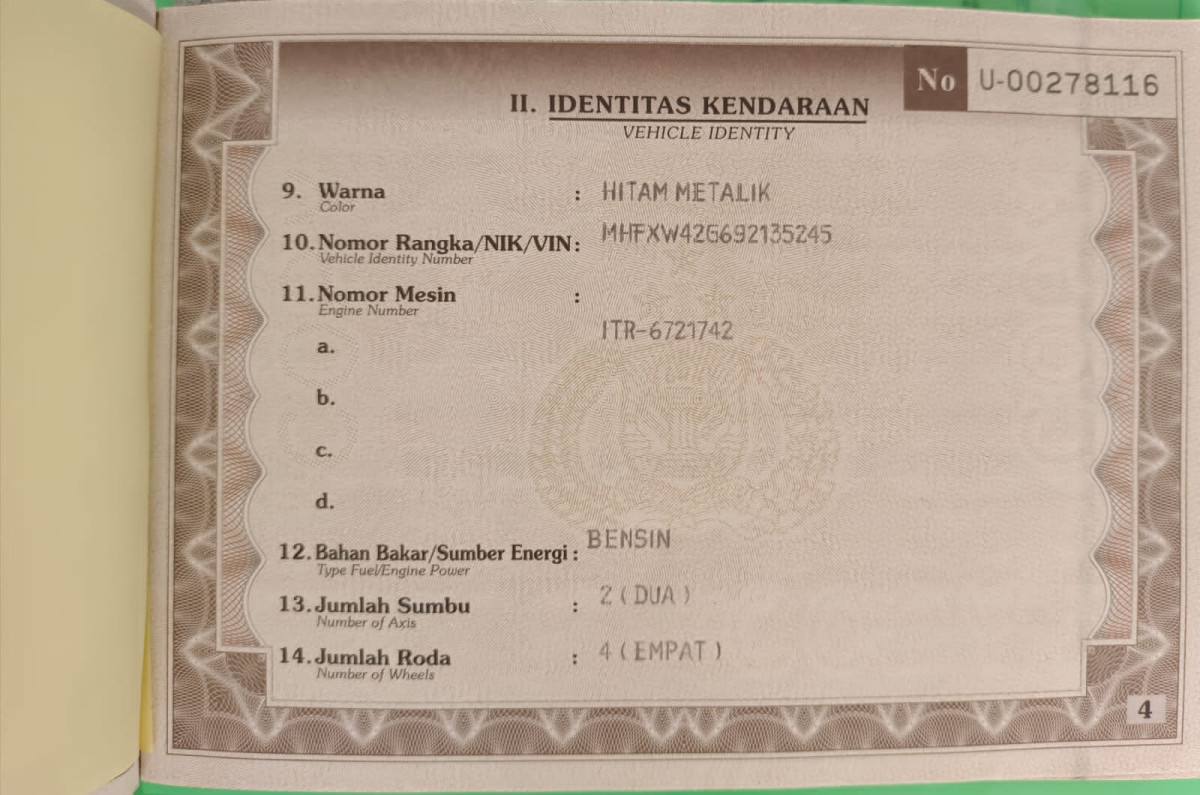 No U-00278116
II. IDENTITAS KENDARAAN
VEHICLE IDENTITY
9. Warna : HITAM METALIK
Color
10. Nomor Rangka/NIK/VIN: MHFXW42G692135245
Vehicle Identity Number
11. Nomor Mesin :
Engine Number
ITR-6721742
a.
b.
c.
d.
12. Bahan Bakar/Sumber Energi : BENSIN
Type Fuel/Engine Power
13. Jumlah Sumbu : 2 ( DUA )
Number of Axis
14. Jumlah Roda : 4 ( EMPAT )
Number of Wheels
4